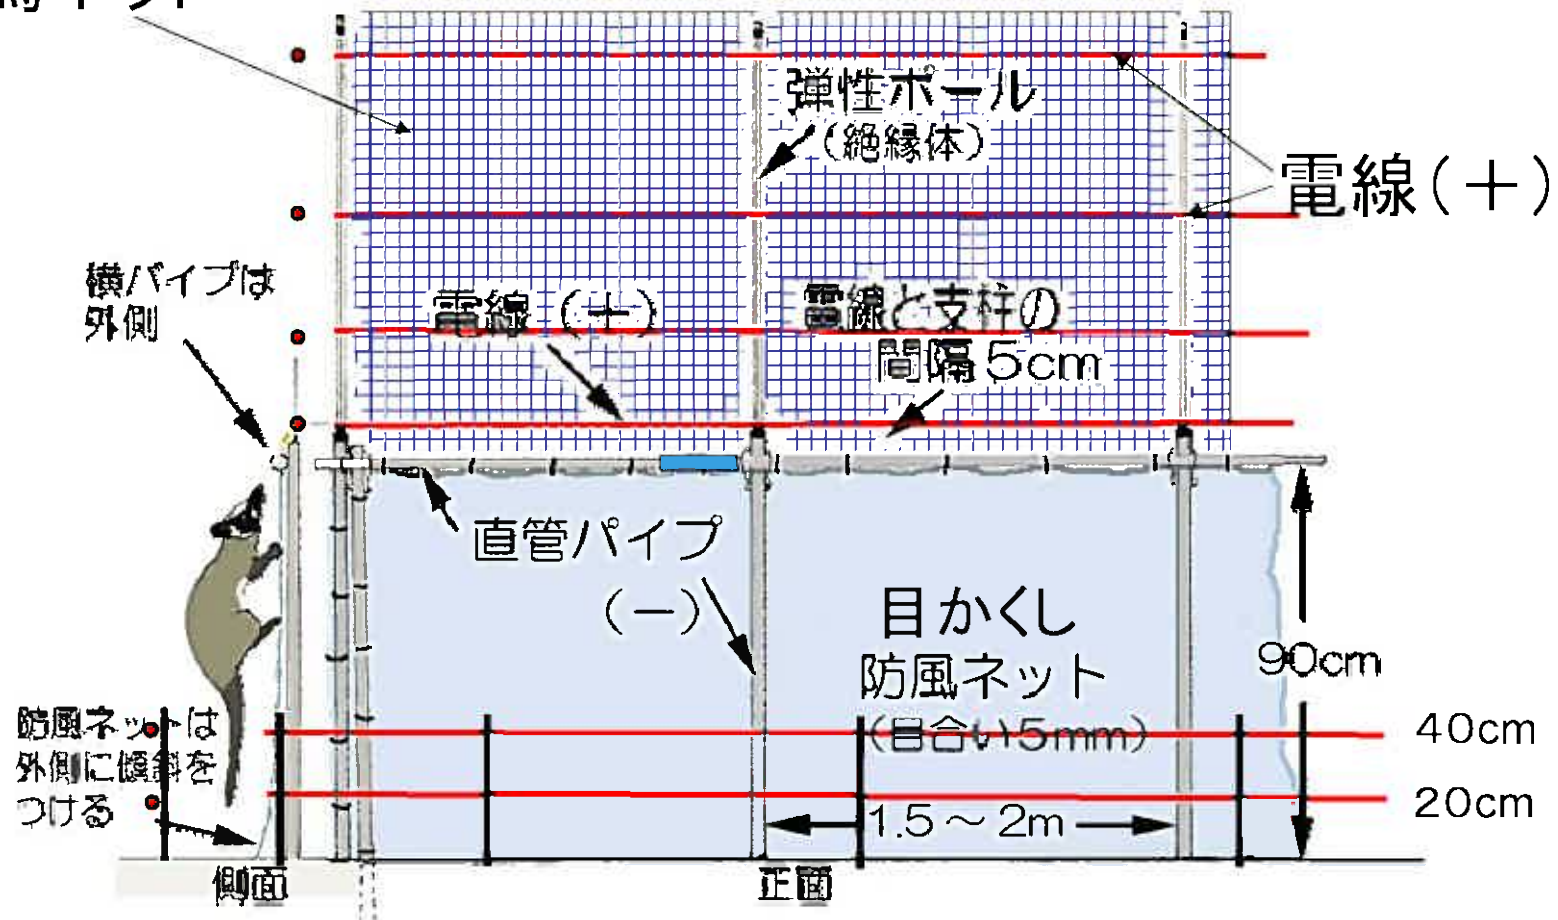 弾性ポール
（絶縁体）
電線（＋）
横パイプは
外側
電線（＋）
電線と支柱の
間隔5cm
直管パイプ
（－）
目かくし
防風ネット
（目合い5mm）
90cm
防風ネットは
外側に傾斜を
つける
40cm
20cm
1.5～2m
側面
正面